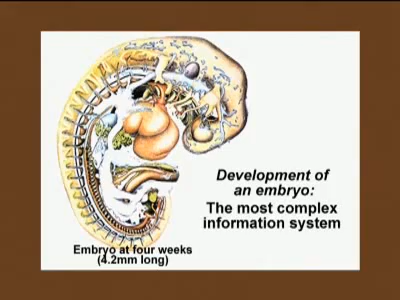 Development of
an embryo:
The most complex
information system
Embryo at four weeks
(4.2mm long)